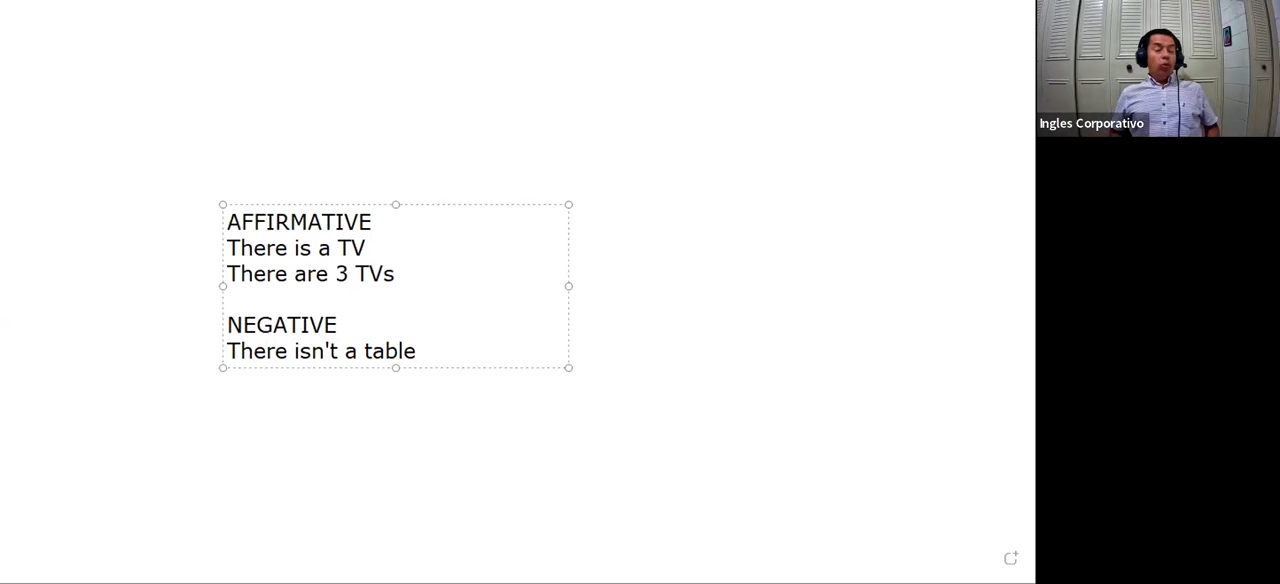 AFFIRMATIVE
There is a TV
There are 3 TVs
NEGATIVE
There isn't a table
Ingles Corporativo